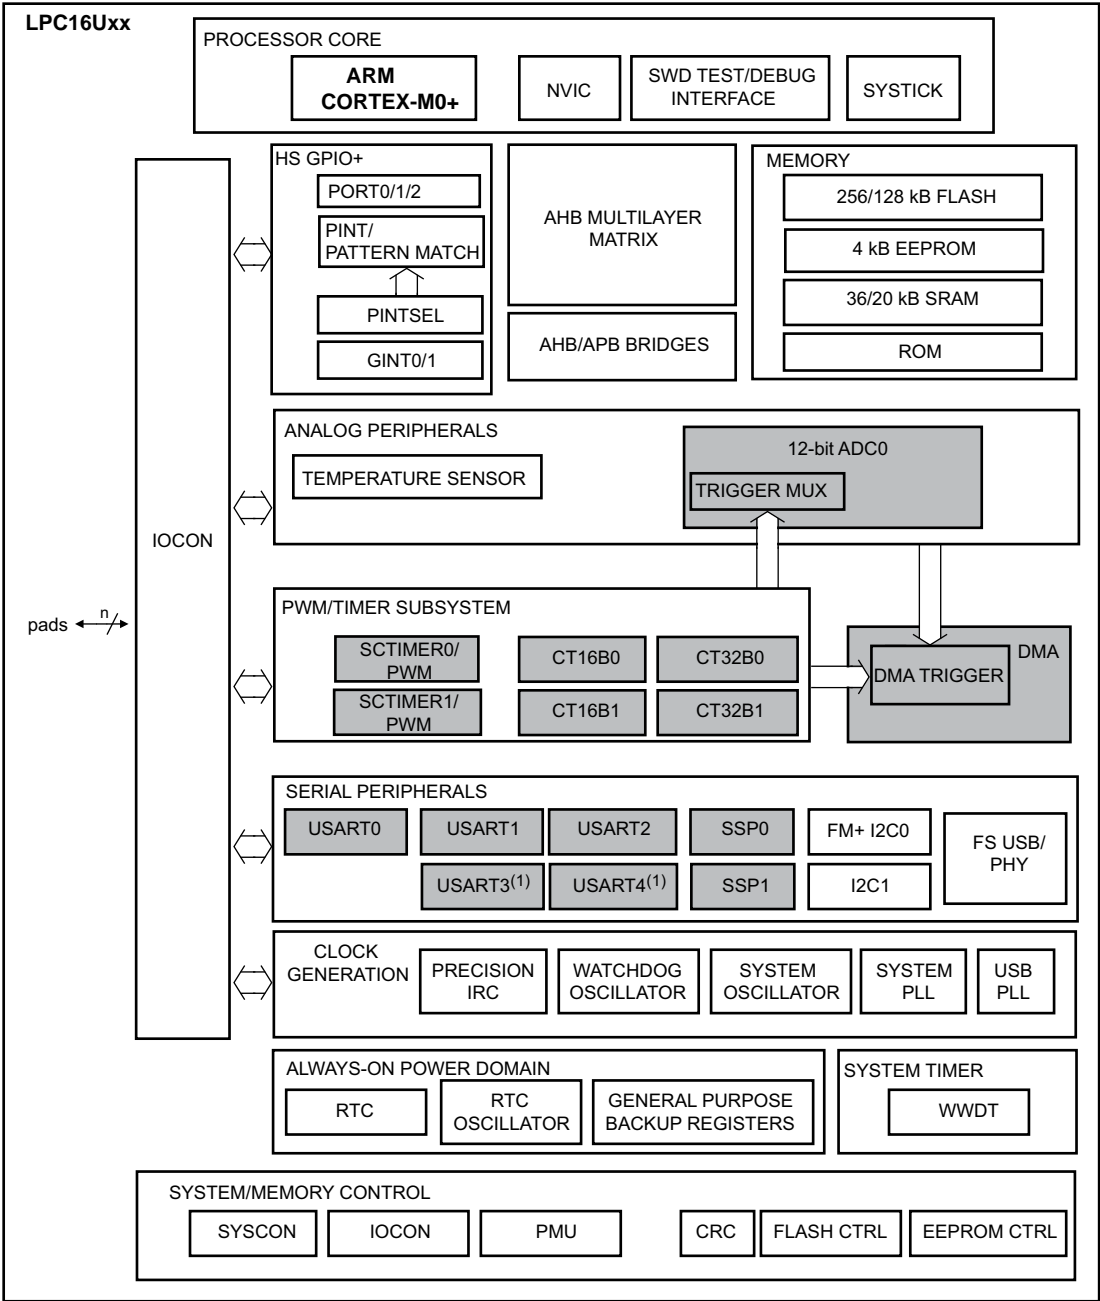 LPC16Uxx
PROCESSOR CORE
ARM
CORTEX-M0+
NVIC
SWD TEST/DEBUG
INTERFACE
SYSTICK
HS GPIO+
PORT0/1/2
PINT/
PATTERN MATCH
PINTSEL
GINT0/1
AHB MULTILAYER
MATRIX
AHB/APB BRIDGES
MEMORY
256/128 kB FLASH
4 kB EEPROM
36/20 kB SRAM
ROM
IOCON
pads
n
ANALOG PERIPHERALS
TEMPERATURE SENSOR
12-bit ADC0
TRIGGER MUX
PWM/TIMER SUBSYSTEM
SCTIMER0/
PWM
CT16B0
CT32B0
SCTIMER1/
PWM
CT16B1
CT32B1
DMA
DMA TRIGGER
SERIAL PERIPHERALS
USART0
USART1
USART2
SSP0
FM+ I2C0
FS USB/
PHY
USART3(1)
USART4(1)
SSP1
I2C1
CLOCK
GENERATION
PRECISION
IRC
WATCHDOG
OSCILLATOR
SYSTEM
OSCILLATOR
SYSTEM
PLL
USB
PLL
ALWAYS-ON POWER DOMAIN
RTC
RTC
OSCILLATOR
GENERAL PURPOSE
BACKUP REGISTERS
SYSTEM TIMER
WWDT
SYSTEM/MEMORY CONTROL
SYSCON
IOCON
PMU
CRC
FLASH CTRL
EEPROM CTRL